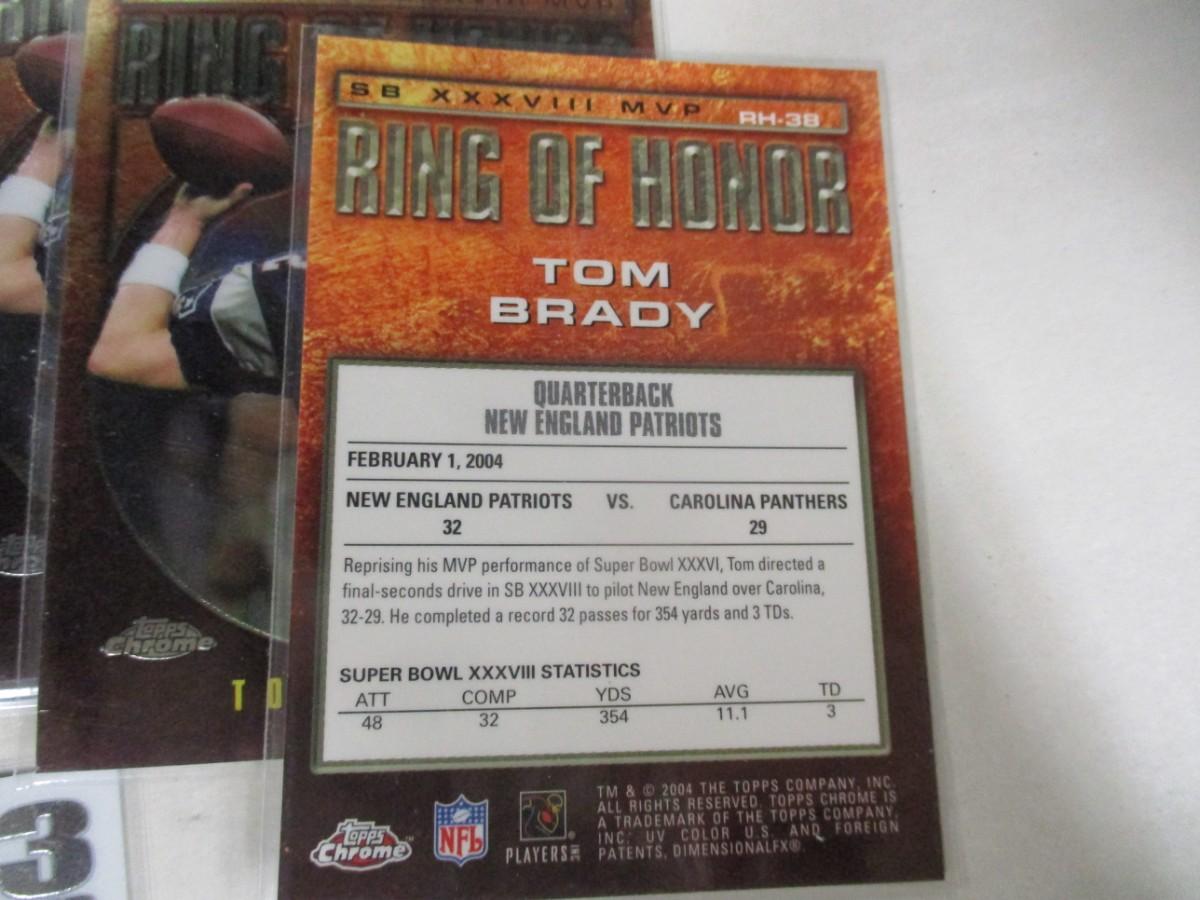 RING
SB XXXVIII MVP
RH-38
RING OF HONOR
TOM
BRADY
QUARTERBACK
NEW ENGLAND PATRIOTS
FEBRUARY 1, 2004
NEW ENGLAND PATRIOTS VS. CAROLINA PANTHERS
32 29
Reprising his MVP performance of Super Bowl XXXVI, Tom directed a
final-seconds drive in SB XXXVIII to pilot New England over Carolina,
32-29. He completed a record 32 passes for 354 yards and 3 TDs.
SUPER BOWL XXXVIII STATISTICS
ATT COMP YDS AVG TD
48 32 354 11.1 3
Topps Chrome
TO
Topps Chrome™
NFL
PLAYERS INC
TM & © 2004 THE TOPPS COMPANY, INC.
ALL RIGHTS RESERVED. TOPPS CHROME IS
A TRADEMARK OF THE TOPPS COMPANY,
INC. UV COLOR U.S. AND FOREIGN
PATENTS, DIMENSIONALFX®.
3